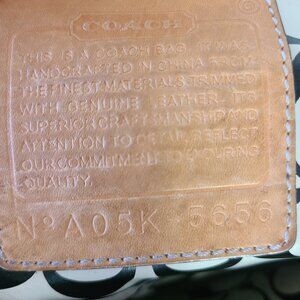 COACH
THIS IS A COACH BAG. IT WAS
HANDCRAFTED IN CHINA FROM
THE FINEST MATERIALS TRIMMED
WITH GENUINE LEATHER. ITS
SUPERIOR CRAFTSMANSHIP AND
ATTENTION TO DETAIL REFLECT
OUR COMMITMENT TO ENDURING
QUALITY.
Nº A05K-5656